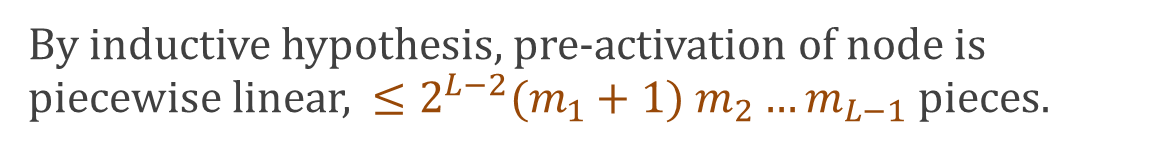 By inductive hypothesis, pre-activation of node is
piecewise linear, ≤ 2^{L−2}(m₁ + 1) m₂ … m_{L−1} pieces.